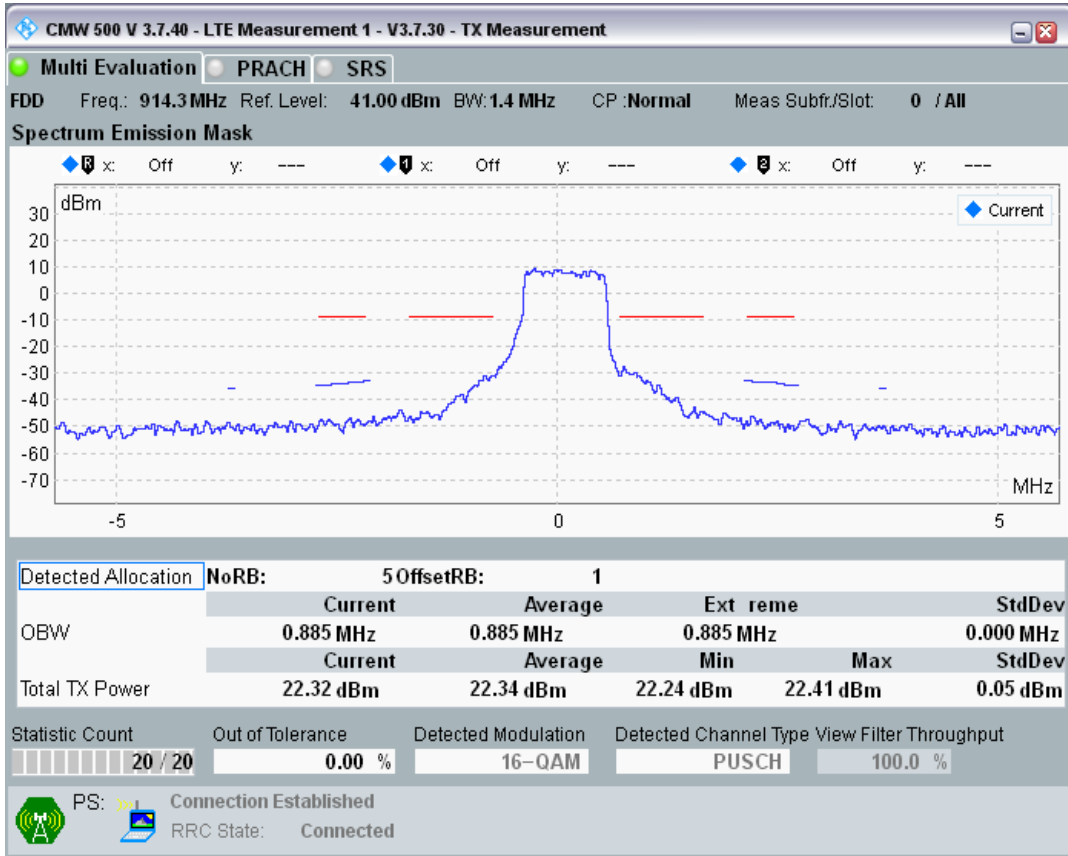 CMW 500 V 3.7.40 - LTE Measurement 1 - V3.7.30 - TX Measurement
Multi Evaluation PRACH SRS
FDD Freq.: 914.3 MHz Ref. Level: 41.00 dBm BW: 1.4 MHz CP :Normal Meas Subfr./Slot: 0 / All
Spectrum Emission Mask
R x: Off y: --- 1 x: Off y: --- 2 x: Off y: ---
dBm
Current
30
20
10
0
-10
-20
-30
-40
-50
-60
-70
MHz
-5 0 5
Detected Allocation NoRB: 5 OffsetRB: 1
Current Average Ext reme StdDev
OBW 0.885 MHz 0.885 MHz 0.885 MHz 0.000 MHz
Current Average Min Max StdDev
Total TX Power 22.32 dBm 22.34 dBm 22.24 dBm 22.41 dBm 0.05 dBm
Statistic Count Out of Tolerance Detected Modulation Detected Channel Type View Filter Throughput
20 / 20 0.00 % 16-QAM PUSCH 100.0 %
PS: Connection Established
RRC State: Connected